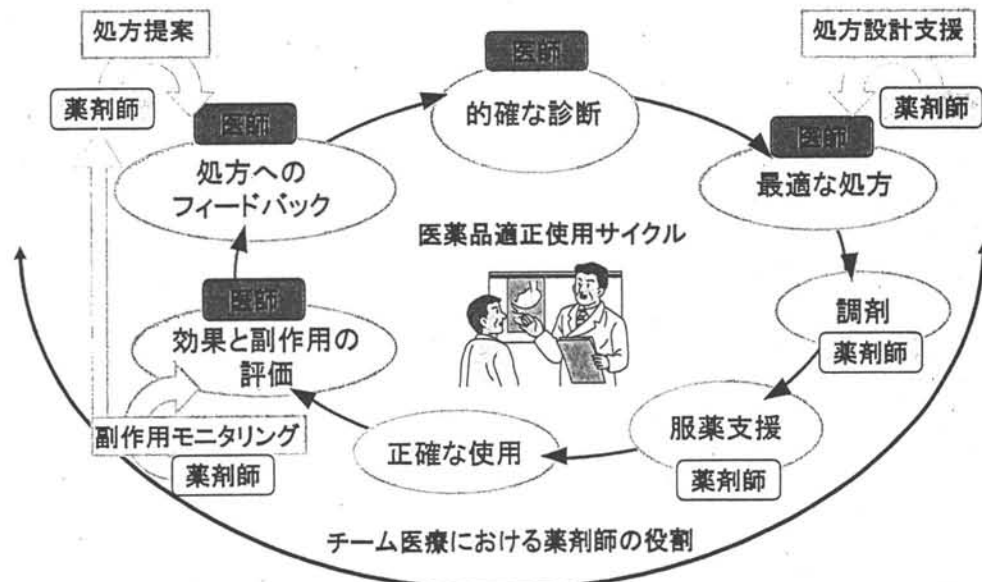 処方提案
薬剤師
医師
処方への
フィードバック
医師
的確な診断
処方設計支援
薬剤師
医師
最適な処方
医薬品適正使用サイクル
調剤
薬剤師
服薬支援
薬剤師
正確な使用
医師
効果と副作用の
評価
副作用モニタリング
薬剤師
チーム医療における薬剤師の役割